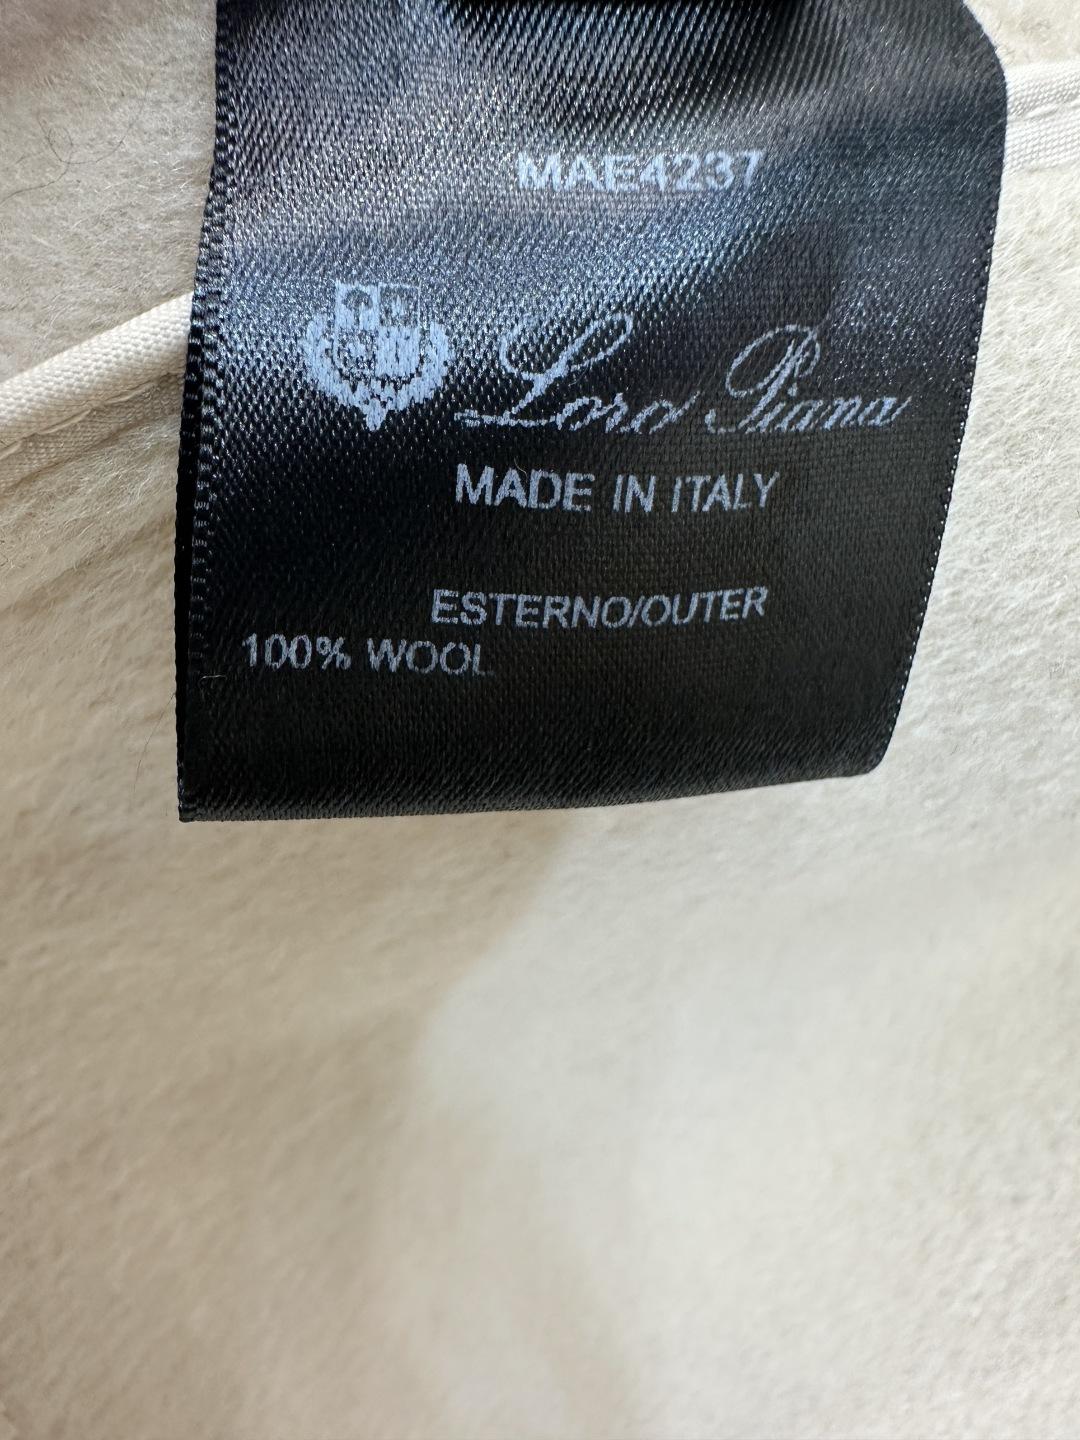 MAE4237
Loro Piana
MADE IN ITALY
ESTERNO/OUTER
100% WOOL